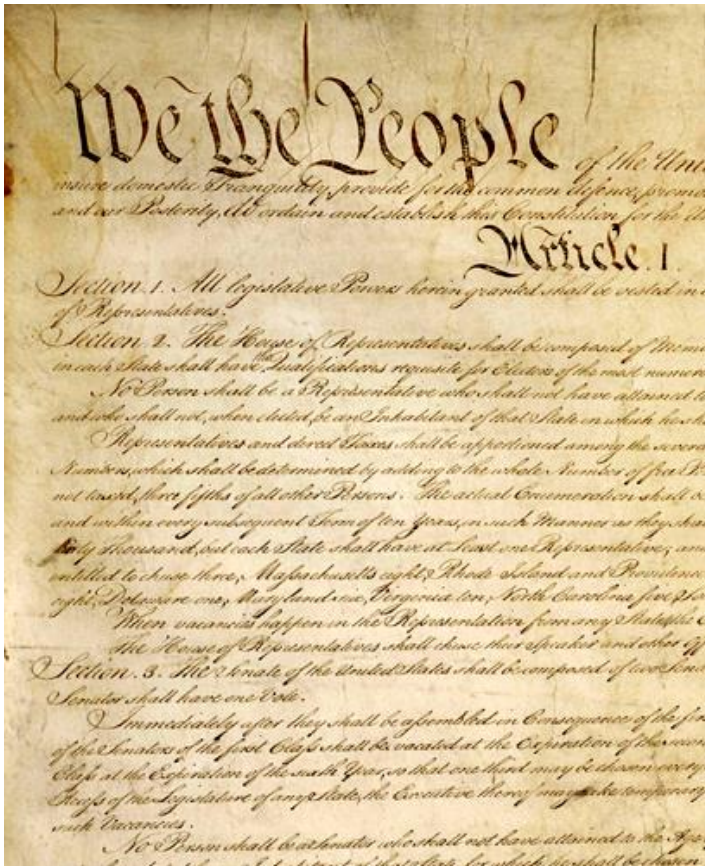 We the People of the Uni
insure domestic Tranquility, provide for the common defence, promo
and our Posterity, do ordain and establish this Constitution for the U
Article. I.
Section. 1. All legislative Powers herein granted shall be vested in
of Representatives.
Section. 2. The House of Representatives shall be composed of Mem
in each State shall have the Qualifications requisite for Electors of the most numer
No Person shall be a Representative who shall not have attained to
and who shall not, when elected, be an Inhabitant of that State in which he sh
Representatives and direct Taxes shall be apportioned among the severa
Numbers, which shall be determined by adding to the whole Number of free P
not taxed, three fifths of all other Persons. The actual Enumeration shall be
and within every subsequent Term of ten Years, in such Manner as they shal
thirty Thousand, but each State shall have at Least one Representative; and
entitled to chuse three, Massachusetts eight, Rhode Island and Providence
eight, Delaware one, Maryland six, Virginia ten, North Carolina five, So
When vacancies happen in the Representation from any State, the E
The House of Representatives shall chuse their Speaker and other Off
Section. 3. The Senate of the United States shall be composed of two Sena
Senator shall have one Vote.
Immediately after they shall be assembled in Consequence of the firs
of the Senators of the first Class shall be vacated at the Expiration of the secon
Class at the Expiration of the sixth Year, so that one third may be chosen every
Recess of the Legislature of any State, the Executive thereof may make temporary
such Vacancies.
No Person shall be a Senator who shall not have attained to the Age